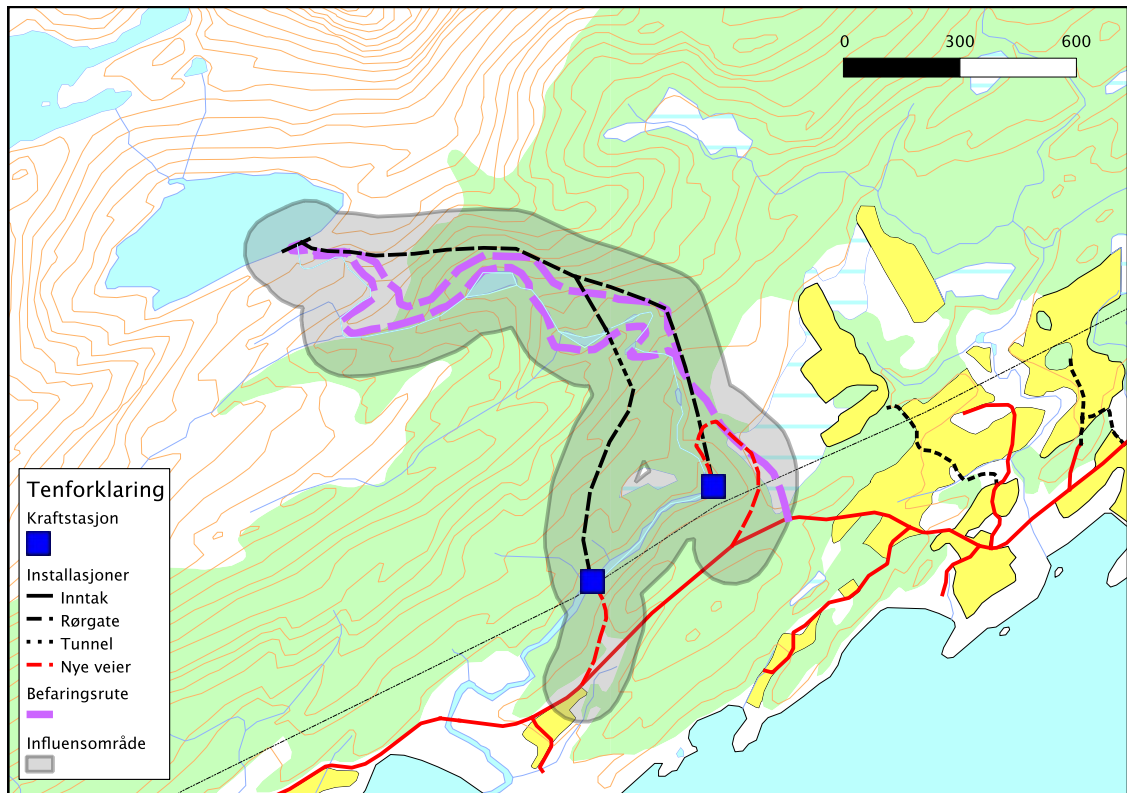 0 300 600
Tenforklaring
Kraftstasjon
Installasjoner
Inntak
Rørgate
Tunnel
Nye veier
Befaringsrute
Influensområde